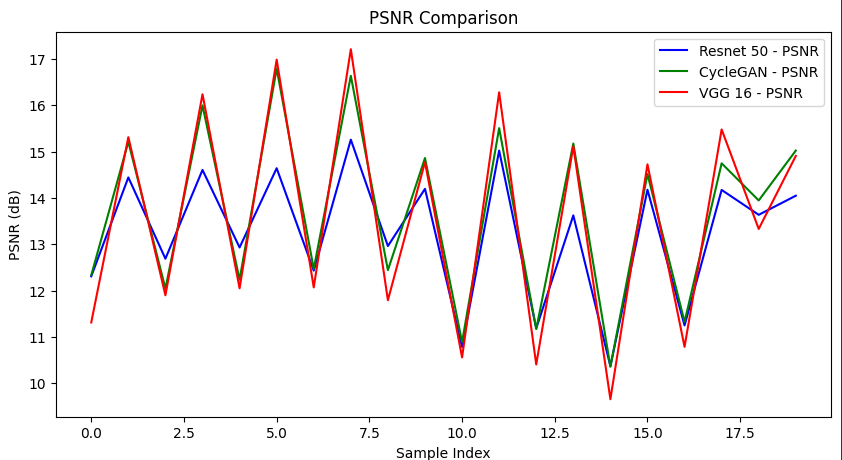 PSNR Comparison
Resnet 50 - PSNR
CycleGAN - PSNR
VGG 16 - PSNR
PSNR (dB)
17
16
15
14
13
12
11
10
0.0 2.5 5.0 7.5 10.0 12.5 15.0 17.5
Sample Index